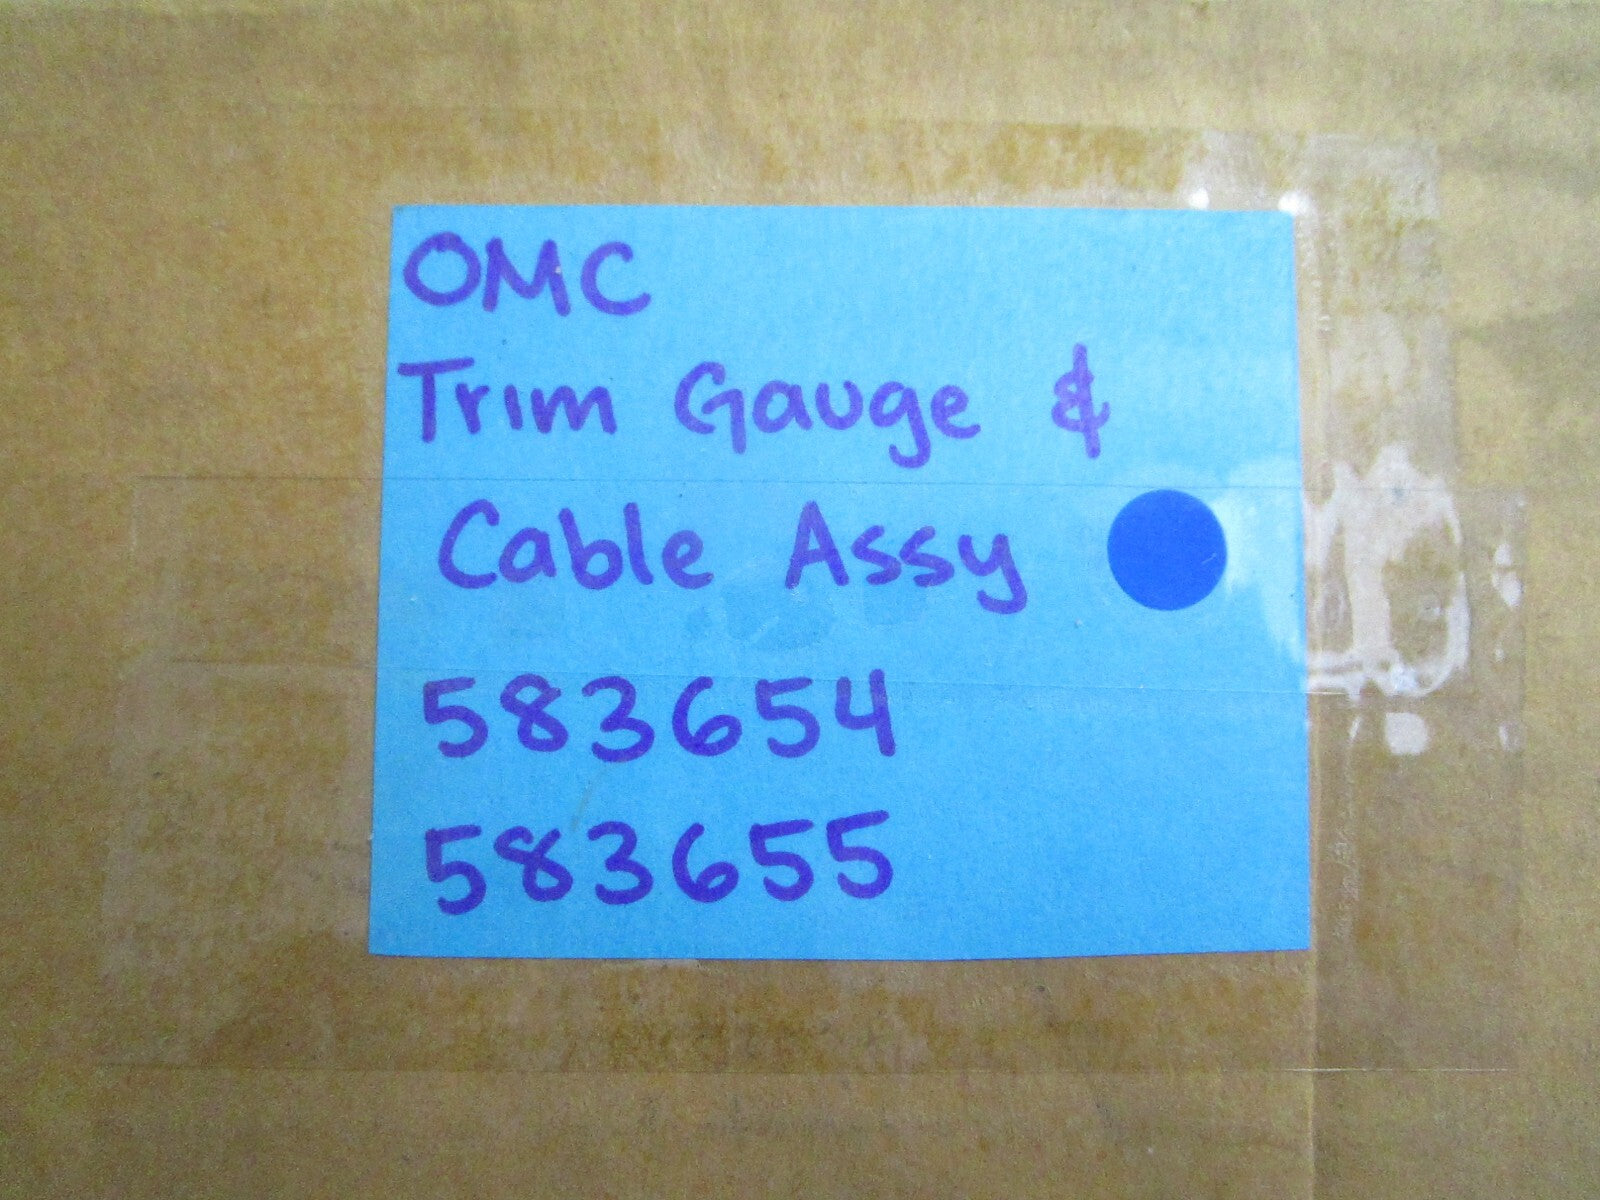 OMC
Trim Gauge &
Cable Assy
583654
583655